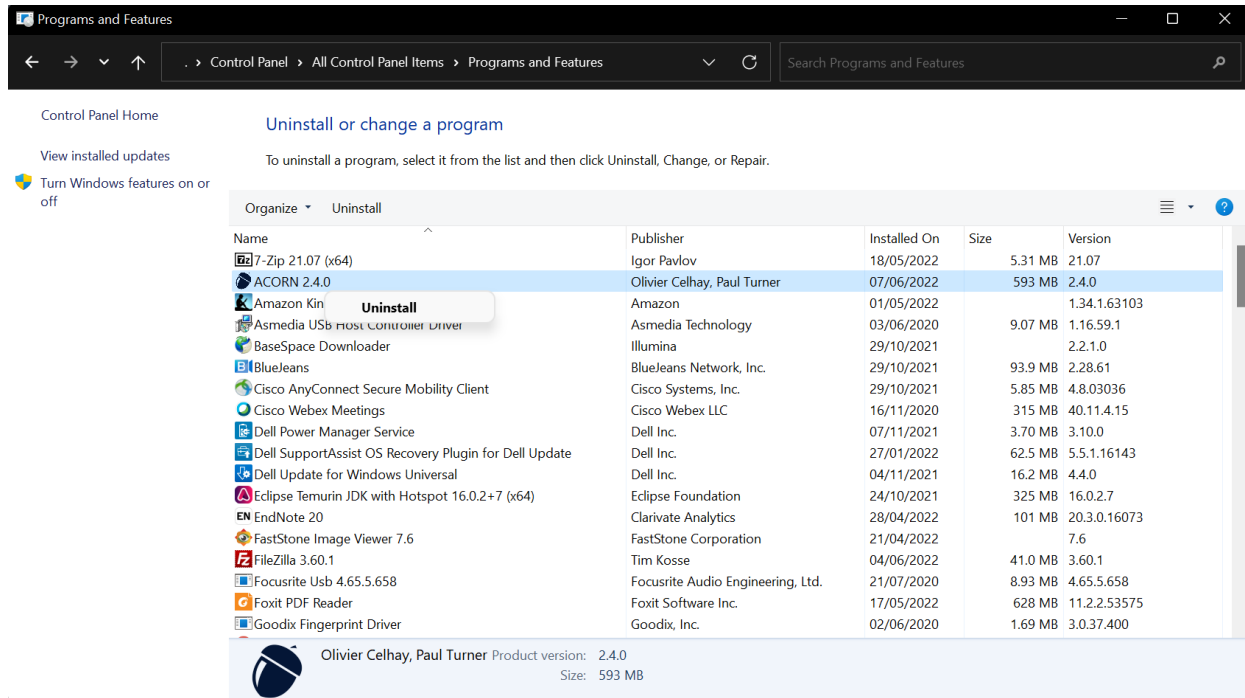 Programs and Features
. > Control Panel > All Control Panel Items > Programs and Features
Search Programs and Features
Control Panel Home
View installed updates
Turn Windows features on or
off
Uninstall or change a program
To uninstall a program, select it from the list and then click Uninstall, Change, or Repair.
Organize Uninstall
?
Name Publisher Installed On Size Version
7z 7-Zip 21.07 (x64) Igor Pavlov 18/05/2022 5.31 MB 21.07
ACORN 2.4.0 Olivier Celhay, Paul Turner 07/06/2022 593 MB 2.4.0
Amazon Kin Amazon 01/05/2022 1.34.1.63103
Uninstall
Asmedia USB Host Controller Driver Asmedia Technology 03/06/2020 9.07 MB 1.16.59.1
BaseSpace Downloader Illumina 29/10/2021 2.2.1.0
B BlueJeans BlueJeans Network, Inc. 29/10/2021 93.9 MB 2.28.61
Cisco AnyConnect Secure Mobility Client Cisco Systems, Inc. 29/10/2021 5.85 MB 4.8.03036
Cisco Webex Meetings Cisco Webex LLC 16/11/2020 315 MB 40.11.4.15
Dell Power Manager Service Dell Inc. 07/11/2021 3.70 MB 3.10.0
Dell SupportAssist OS Recovery Plugin for Dell Update Dell Inc. 27/01/2022 62.5 MB 5.5.1.16143
Dell Update for Windows Universal Dell Inc. 04/11/2021 16.2 MB 4.4.0
Eclipse Temurin JDK with Hotspot 16.0.2+7 (x64) Eclipse Foundation 24/10/2021 325 MB 16.0.2.7
EN EndNote 20 Clarivate Analytics 28/04/2022 101 MB 20.3.0.16073
FastStone Image Viewer 7.6 FastStone Corporation 21/04/2022 7.6
Fz FileZilla 3.60.1 Tim Kosse 04/06/2022 41.0 MB 3.60.1
Focusrite Usb 4.65.5.658 Focusrite Audio Engineering, Ltd. 21/07/2020 8.93 MB 4.65.5.658
Foxit PDF Reader Foxit Software Inc. 17/05/2022 628 MB 11.2.2.53575
Goodix Fingerprint Driver Goodix, Inc. 02/06/2020 1.69 MB 3.0.37.400
Olivier Celhay, Paul Turner Product version: 2.4.0
Size: 593 MB